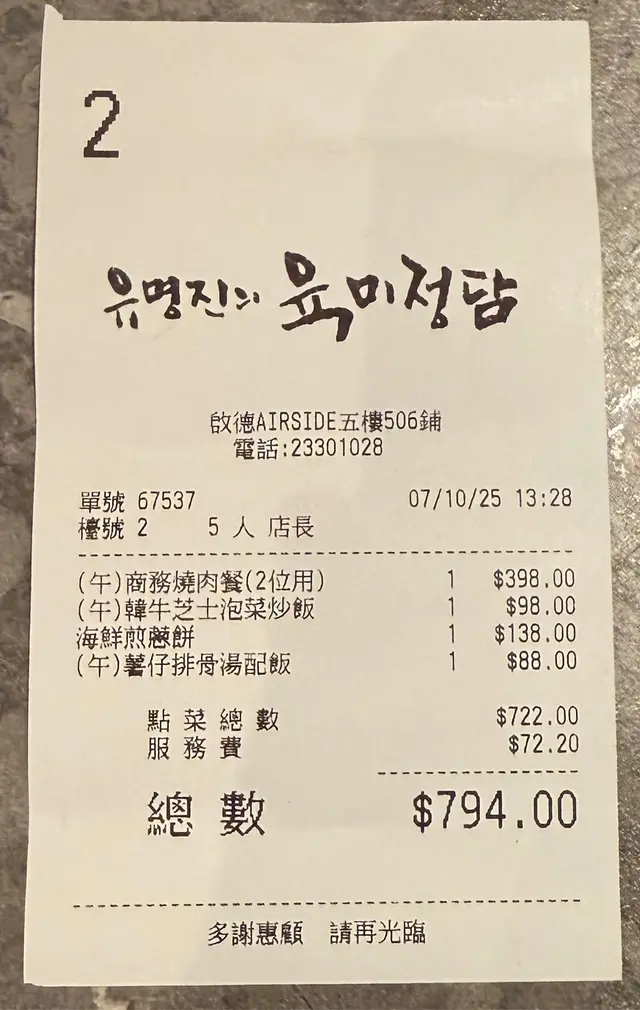 2
유명진의 육미정담
啟德AIRSIDE五樓506鋪
電話:23301028
單號 67537 07/10/25 13:28
檯號 2 5 人 店長
(午)商務燒肉餐(2位用) 1 $398.00
(午)韓牛芝士泡菜炒飯 1 $98.00
海鮮煎蔥餅 1 $138.00
(午)薯仔排骨湯配飯 1 $88.00
點菜總數 $722.00
服務費 $72.20
總數 $794.00
多謝惠顧 請再光臨